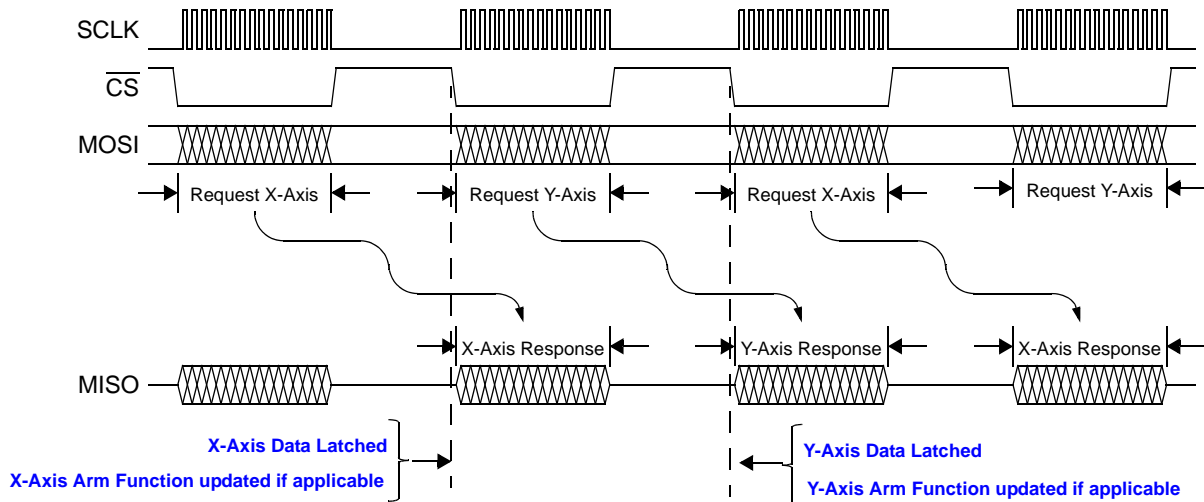 SCLK
CS
MOSI
Request X-Axis
Request Y-Axis
Request X-Axis
Request Y-Axis
X-Axis Response
Y-Axis Response
X-Axis Response
MISO
X-Axis Data Latched
X-Axis Arm Function updated if applicable
Y-Axis Data Latched
Y-Axis Arm Function updated if applicable